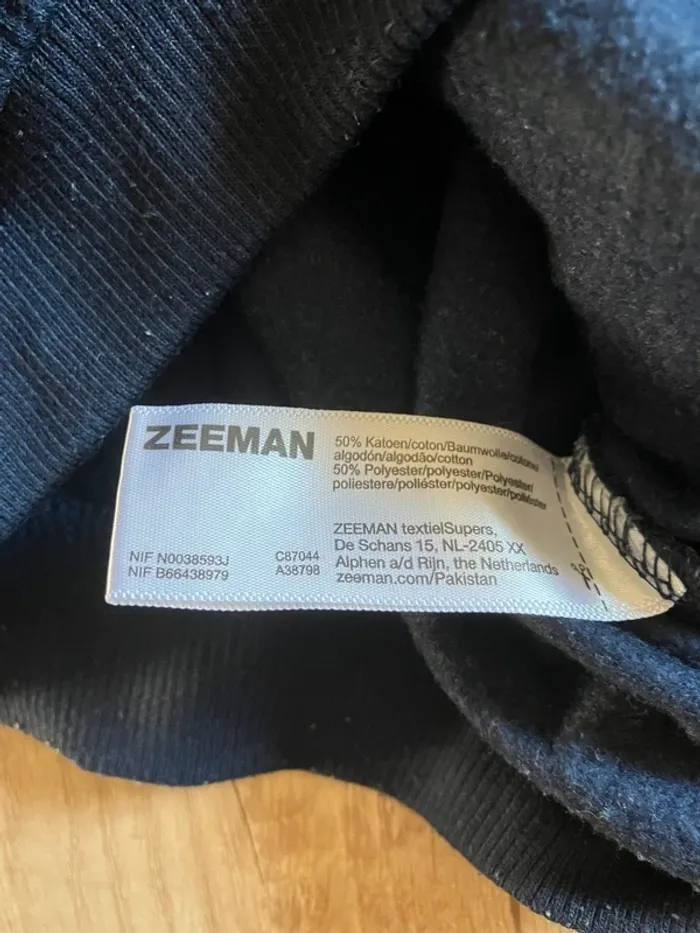 ZEEMAN
50% Katoen/coton/Baumwolle/cotone/
algodón/algodão/cotton
50% Polyester/polyester/Polyester/
poliestere/poliéster/polyester/poliéster
ZEEMAN textielSupers,
De Schans 15, NL-2405 XX
Alphen a/d Rijn, the Netherlands
zeeman.com/Pakistan
NIF N0038593J C87044
NIF B66438979 A38798